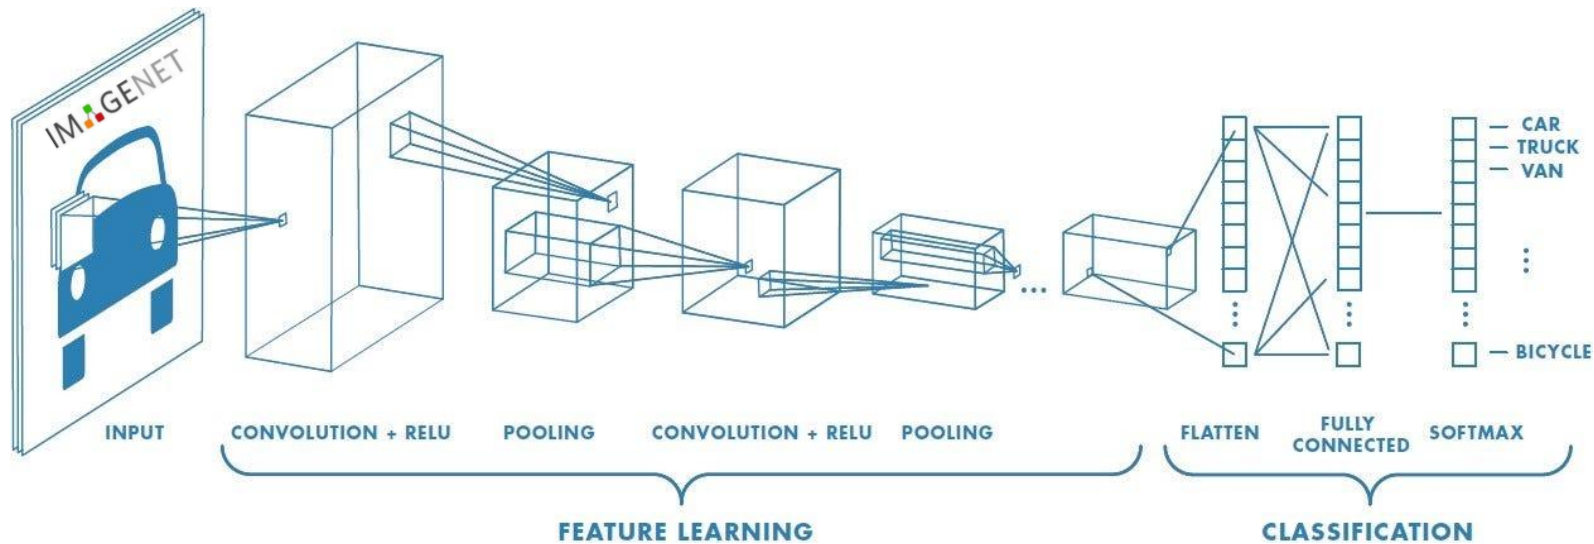 IMAGENET
CAR
TRUCK
VAN
BICYCLE
INPUT
CONVOLUTION + RELU
POOLING
CONVOLUTION + RELU
POOLING
FLATTEN
FULLY
CONNECTED
SOFTMAX
FEATURE LEARNING
CLASSIFICATION